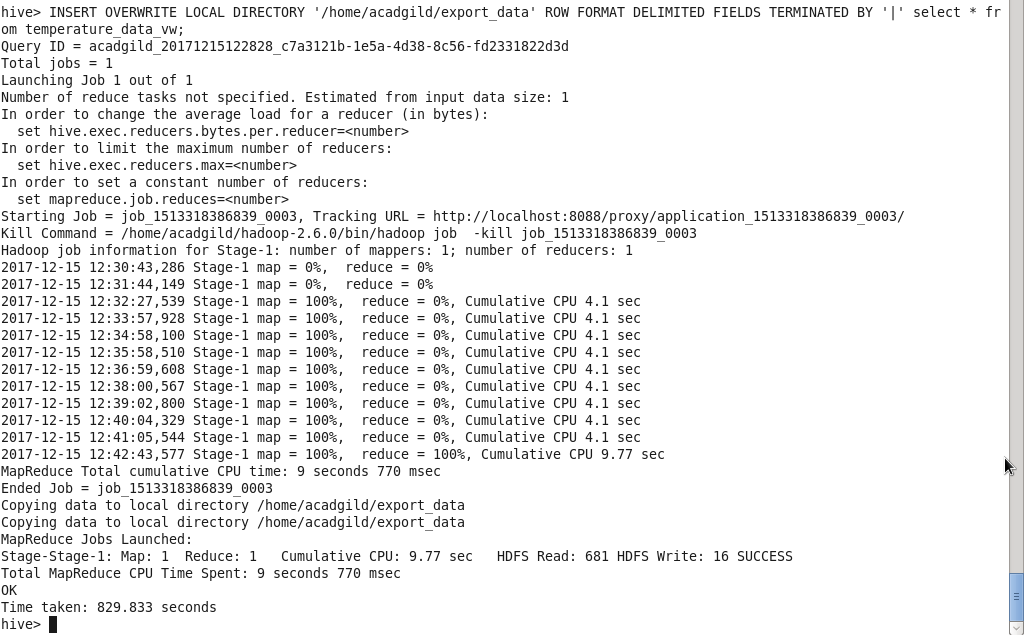 hive> INSERT OVERWRITE LOCAL DIRECTORY '/home/acadgild/export_data' ROW FORMAT DELIMITED FIELDS TERMINATED BY '|' select * fr
om temperature_data_vw;
Query ID = acadgild_20171215122828_c7a3121b-1e5a-4d38-8c56-fd2331822d3d
Total jobs = 1
Launching Job 1 out of 1
Number of reduce tasks not specified. Estimated from input data size: 1
In order to change the average load for a reducer (in bytes):
  set hive.exec.reducers.bytes.per.reducer=<number>
In order to limit the maximum number of reducers:
  set hive.exec.reducers.max=<number>
In order to set a constant number of reducers:
  set mapreduce.job.reduces=<number>
Starting Job = job_1513318386839_0003, Tracking URL = http://localhost:8088/proxy/application_1513318386839_0003/
Kill Command = /home/acadgild/hadoop-2.6.0/bin/hadoop job  -kill job_1513318386839_0003
Hadoop job information for Stage-1: number of mappers: 1; number of reducers: 1
2017-12-15 12:30:43,286 Stage-1 map = 0%,  reduce = 0%
2017-12-15 12:31:44,149 Stage-1 map = 0%,  reduce = 0%
2017-12-15 12:32:27,539 Stage-1 map = 100%,  reduce = 0%, Cumulative CPU 4.1 sec
2017-12-15 12:33:57,928 Stage-1 map = 100%,  reduce = 0%, Cumulative CPU 4.1 sec
2017-12-15 12:34:58,100 Stage-1 map = 100%,  reduce = 0%, Cumulative CPU 4.1 sec
2017-12-15 12:35:58,510 Stage-1 map = 100%,  reduce = 0%, Cumulative CPU 4.1 sec
2017-12-15 12:36:59,608 Stage-1 map = 100%,  reduce = 0%, Cumulative CPU 4.1 sec
2017-12-15 12:38:00,567 Stage-1 map = 100%,  reduce = 0%, Cumulative CPU 4.1 sec
2017-12-15 12:39:02,800 Stage-1 map = 100%,  reduce = 0%, Cumulative CPU 4.1 sec
2017-12-15 12:40:04,329 Stage-1 map = 100%,  reduce = 0%, Cumulative CPU 4.1 sec
2017-12-15 12:41:05,544 Stage-1 map = 100%,  reduce = 0%, Cumulative CPU 4.1 sec
2017-12-15 12:42:43,577 Stage-1 map = 100%,  reduce = 100%, Cumulative CPU 9.77 sec
MapReduce Total cumulative CPU time: 9 seconds 770 msec
Ended Job = job_1513318386839_0003
Copying data to local directory /home/acadgild/export_data
Copying data to local directory /home/acadgild/export_data
MapReduce Jobs Launched:
Stage-Stage-1: Map: 1  Reduce: 1   Cumulative CPU: 9.77 sec   HDFS Read: 681 HDFS Write: 16 SUCCESS
Total MapReduce CPU Time Spent: 9 seconds 770 msec
OK
Time taken: 829.833 seconds
hive>